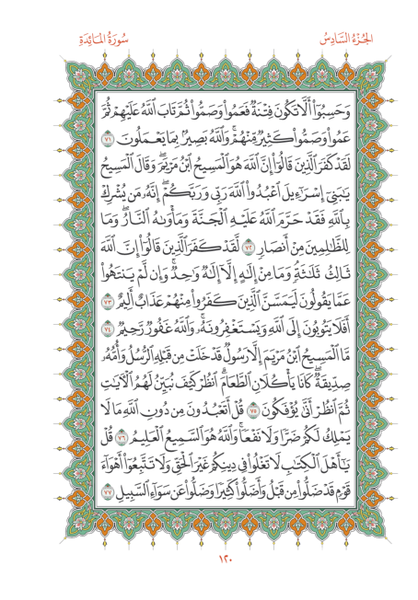 الجُزْءُ السَّادِسُ
سُورَةُ المَائِدَةِ
وَحَسِبُوٓا۟ أَلَّا تَكُونَ فِتْنَةٌ فَعَمُوا۟ وَصَمُّوا۟ ثُمَّ تَابَ ٱللَّهُ عَلَيْهِمْ ثُمَّ
عَمُوا۟ وَصَمُّوا۟ كَثِيرٌ مِّنْهُمْ ۚ وَٱللَّهُ بَصِيرٌۢ بِمَا يَعْمَلُونَ ٧١
لَقَدْ كَفَرَ ٱلَّذِينَ قَالُوٓا۟ إِنَّ ٱللَّهَ هُوَ ٱلْمَسِيحُ ٱبْنُ مَرْيَمَ ۖ وَقَالَ ٱلْمَسِيحُ
يَٰبَنِىٓ إِسْرَٰٓءِيلَ ٱعْبُدُوا۟ ٱللَّهَ رَبِّى وَرَبَّكُمْ ۖ إِنَّهُۥ مَن يُشْرِكْ
بِٱللَّهِ فَقَدْ حَرَّمَ ٱللَّهُ عَلَيْهِ ٱلْجَنَّةَ وَمَأْوَىٰهُ ٱلنَّارُ ۖ وَمَا
لِلظَّٰلِمِينَ مِنْ أَنصَارٍ ٧٢ لَّقَدْ كَفَرَ ٱلَّذِينَ قَالُوٓا۟ إِنَّ ٱللَّهَ
ثَالِثُ ثَلَٰثَةٍ ۘ وَمَا مِنْ إِلَٰهٍ إِلَّآ إِلَٰهٌ وَٰحِدٌ ۚ وَإِن لَّمْ يَنتَهُوا۟
عَمَّا يَقُولُونَ لَيَمَسَّنَّ ٱلَّذِينَ كَفَرُوا۟ مِنْهُمْ عَذَابٌ أَلِيمٌ ٧٣
أَفَلَا يَتُوبُونَ إِلَى ٱللَّهِ وَيَسْتَغْفِرُونَهُۥ ۚ وَٱللَّهُ غَفُورٌ رَّحِيمٌ ٧٤
مَّا ٱلْمَسِيحُ ٱبْنُ مَرْيَمَ إِلَّا رَسُولٌ قَدْ خَلَتْ مِن قَبْلِهِ ٱلرُّسُلُ وَأُمُّهُۥ
صِدِّيقَةٌ ۖ كَانَا يَأْكُلَانِ ٱلطَّعَامَ ۗ ٱنظُرْ كَيْفَ نُبَيِّنُ لَهُمُ ٱلْءَايَٰتِ
ثُمَّ ٱنظُرْ أَنَّىٰ يُؤْفَكُونَ ٧٥ قُلْ أَتَعْبُدُونَ مِن دُونِ ٱللَّهِ مَا لَا
يَمْلِكُ لَكُمْ ضَرًّا وَلَا نَفْعًا ۚ وَٱللَّهُ هُوَ ٱلسَّمِيعُ ٱلْعَلِيمُ ٧٦ قُلْ
يَٰٓأَهْلَ ٱلْكِتَٰبِ لَا تَغْلُوا۟ فِى دِينِكُمْ غَيْرَ ٱلْحَقِّ وَلَا تَتَّبِعُوٓا۟ أَهْوَآءَ
قَوْمٍ قَدْ ضَلُّوا۟ مِن قَبْلُ وَأَضَلُّوا۟ كَثِيرًا وَضَلُّوا۟ عَن سَوَآءِ ٱلسَّبِيلِ ٧٧
١٢٠